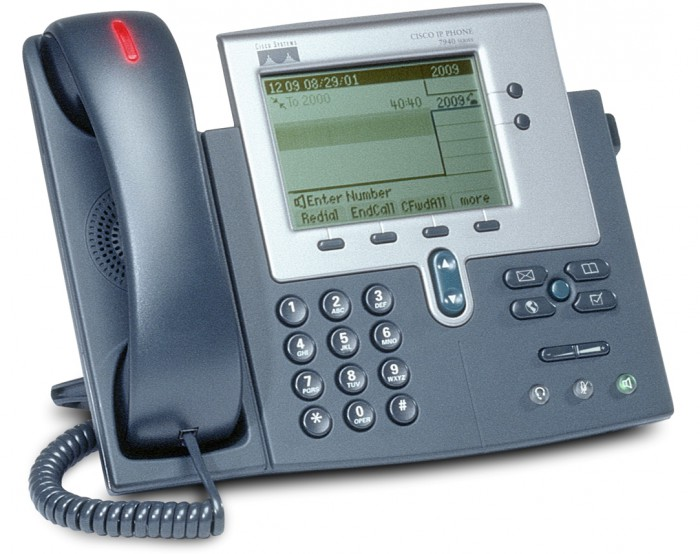 CISCO SYSTEMS
CISCO IP PHONE
7940 SERIES
12:09 08/29/01 2009
To 2000 40:40 2009
Enter Number
Redial EndCall CFwdAll more
1
2
ABC
3
DEF
4
GHI
5
JKL
6
MNO
7
PQRS
8
TUV
9
WXYZ
*
0
OPER
#